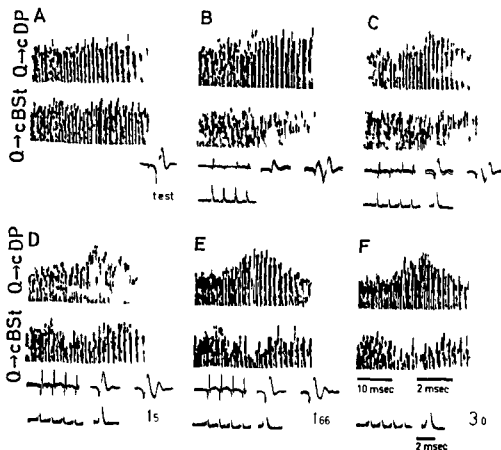 A
B
C
Q→cDP
Q→cBSt
test
D
E
F
Q→cDP
Q→cBSt
10 msec
2 msec
15
166
30
2 msec